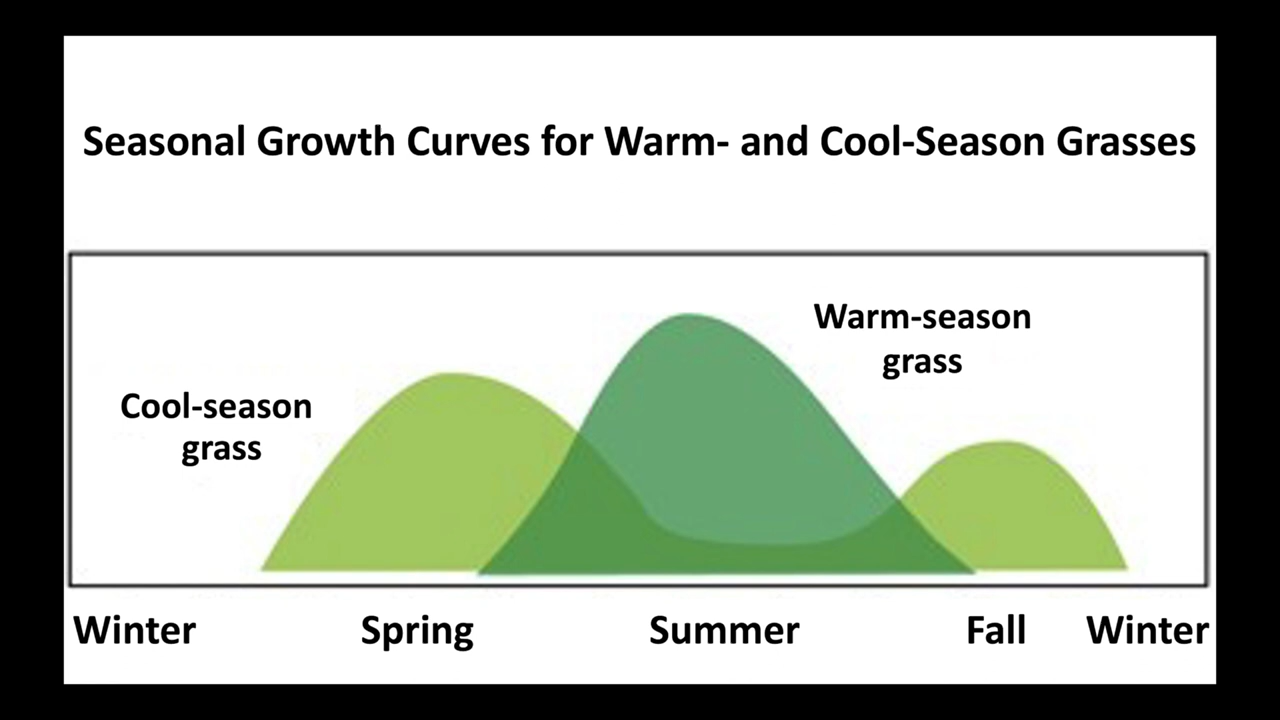 Seasonal Growth Curves for Warm- and Cool-Season Grasses
Warm-season
grass
Cool-season
grass
Winter Spring Summer Fall Winter